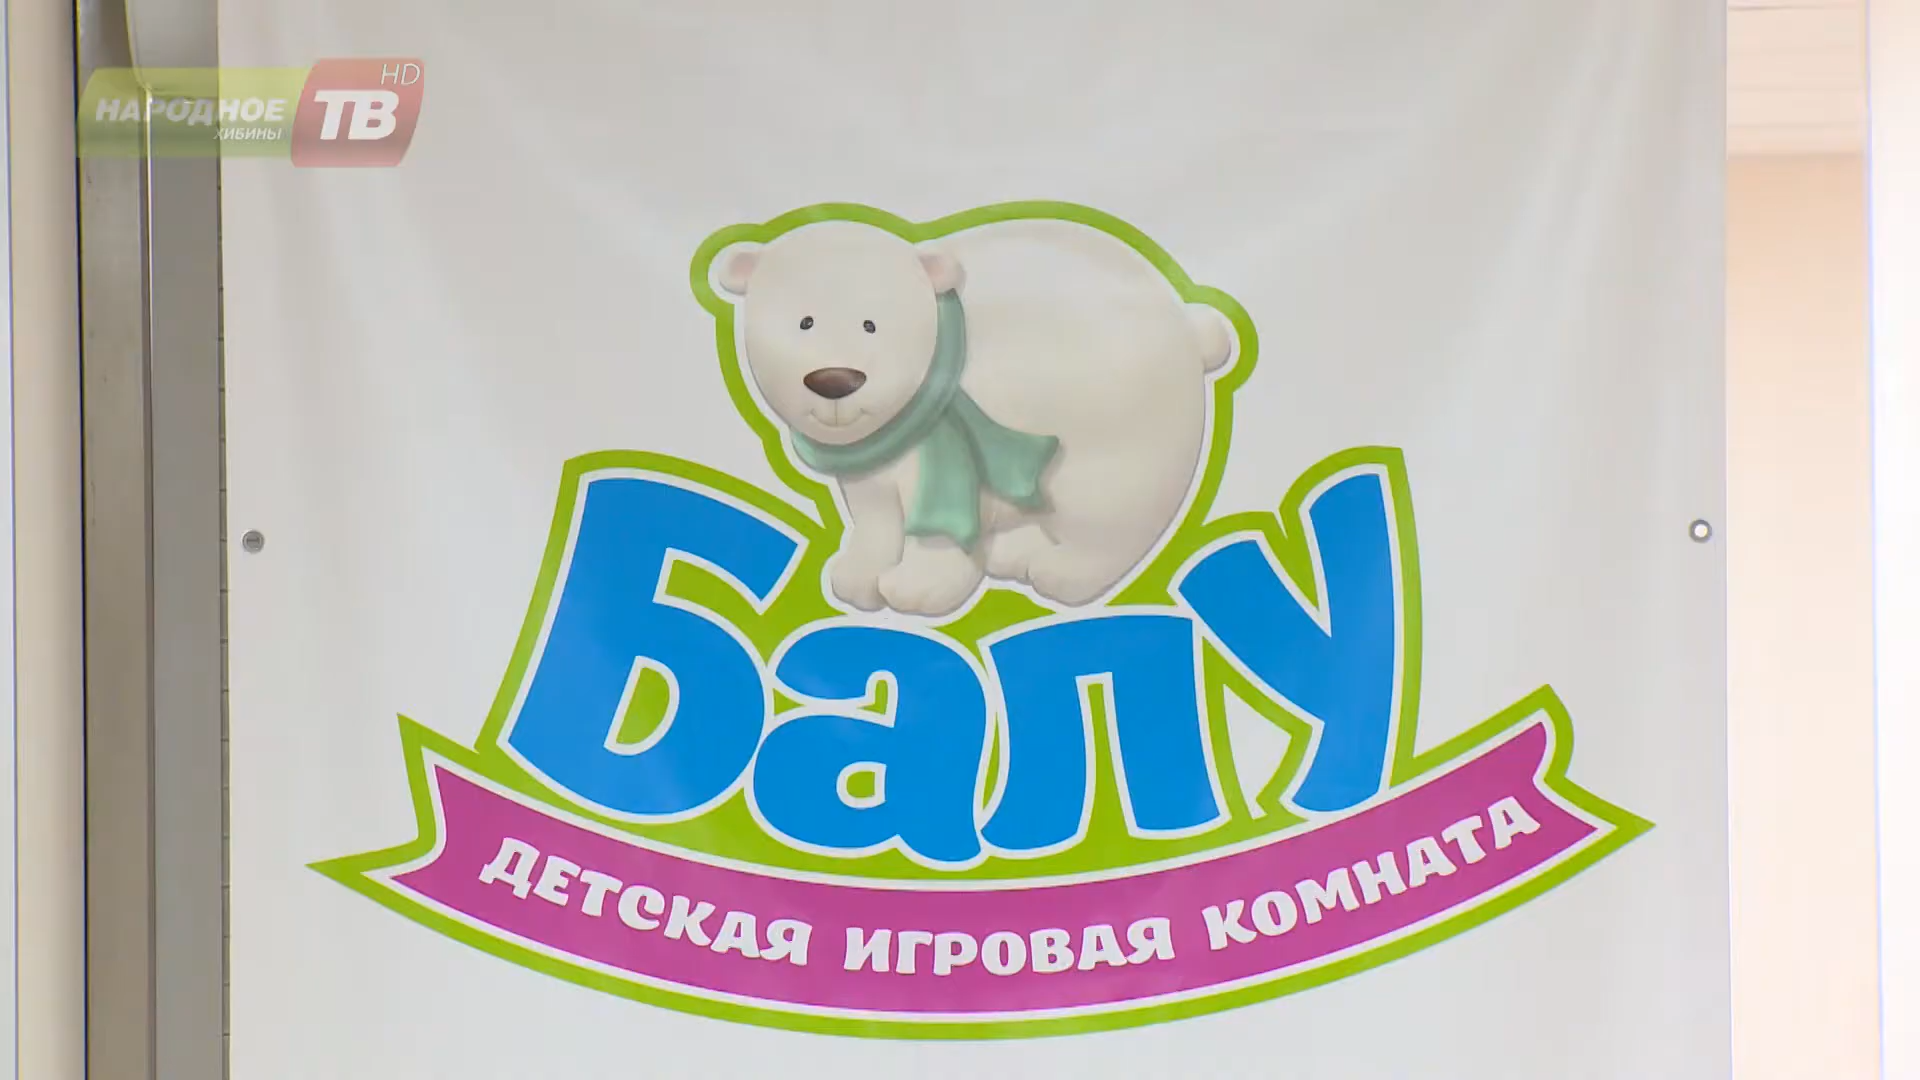 НАРОДНОЕ
ХИБИНЫ
ТВ
HD
Балу
ДЕТСКАЯ ИГРОВАЯ КОМНАТА